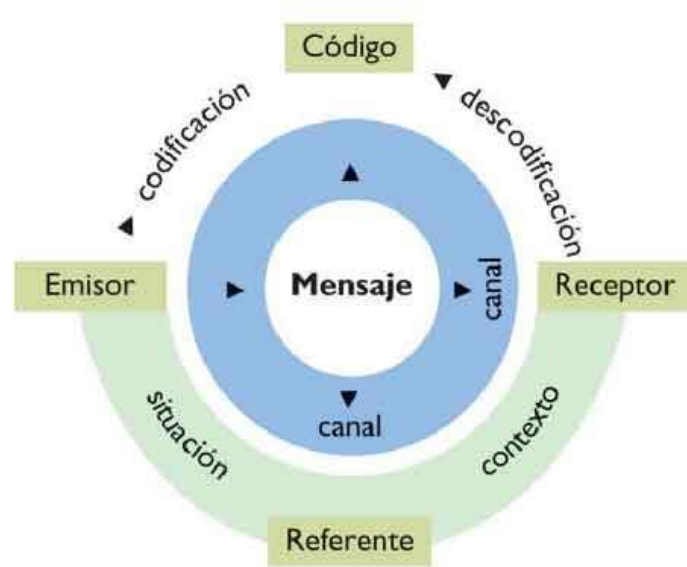 Código
codificación
descodificación
Emisor
Mensaje
canal
Receptor
canal
situación
contexto
Referente